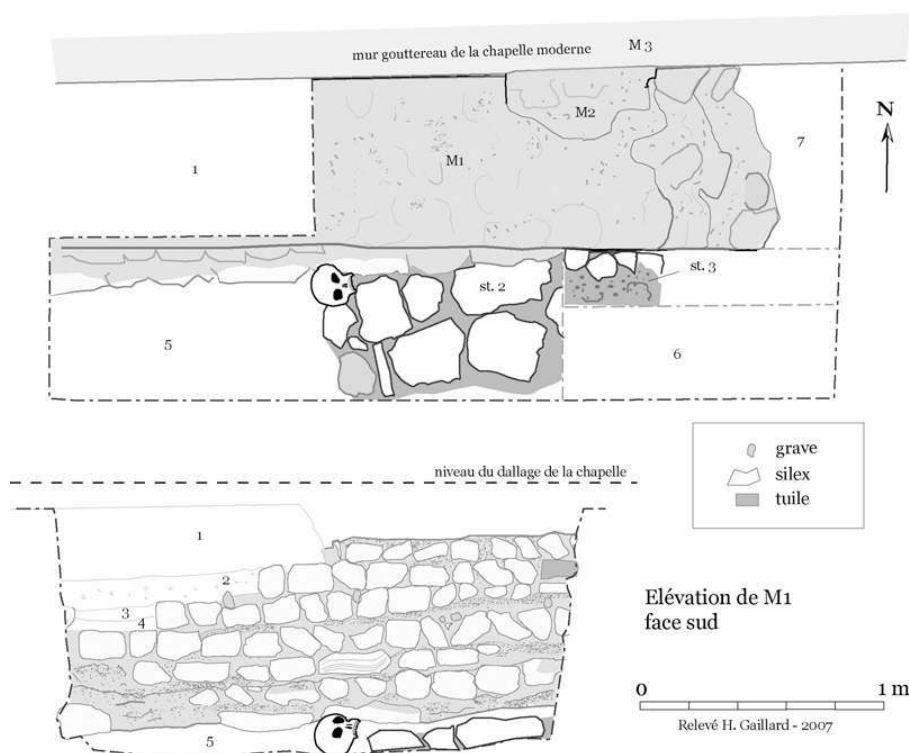 mur gouttereau de la chapelle moderne M 3
N
M2
7
M1
1
st. 3
st. 2
5
6
grave
silex
tuile
niveau du dallage de la chapelle
1
2
3
4
5
Elévation de M1
face sud
0 1 m
Relevé H. Gaillard - 2007